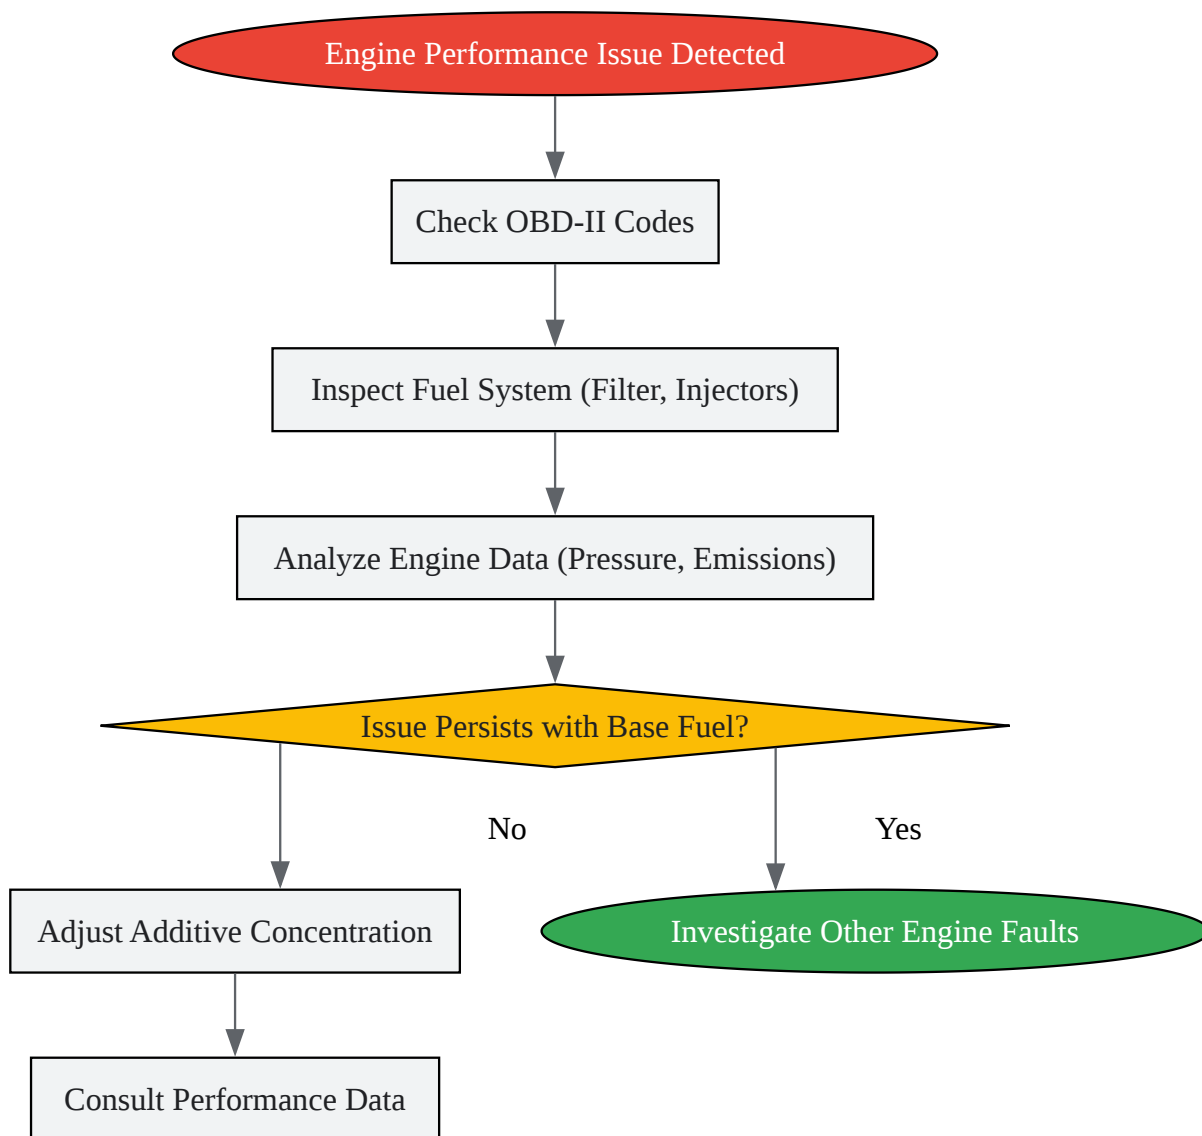 Engine Performance Issue Detected
Check OBD-II Codes
Inspect Fuel System (Filter, Injectors)
Analyze Engine Data (Pressure, Emissions)
Issue Persists with Base Fuel?
No
Yes
Adjust Additive Concentration
Investigate Other Engine Faults
Consult Performance Data